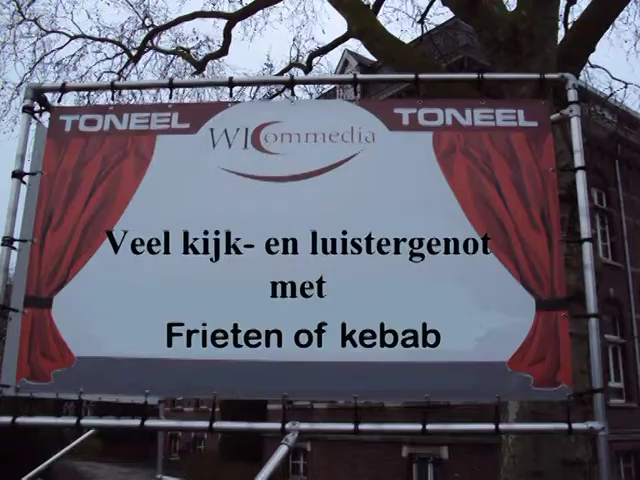 TONEEL
WICommedia
TONEEL
Veel kijk- en luistergenot
met
Frieten of kebab